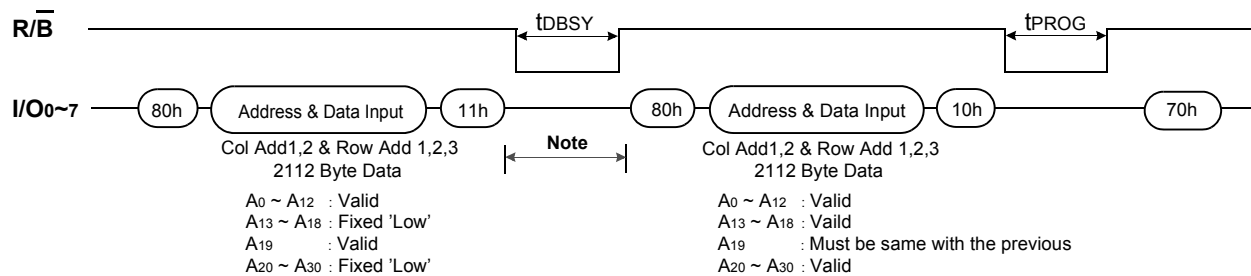 tDBSY
tPROG
R/B
I/O0~7
80h
Address & Data Input
11h
80h
Address & Data Input
10h
70h
Note
Col Add1,2 & Row Add 1,2,3
2112 Byte Data
A0 ~ A12 : Valid
A13 ~ A18 : Fixed 'Low'
A19 : Valid
A20 ~ A30 : Fixed 'Low'
Col Add1,2 & Row Add 1,2,3
2112 Byte Data
A0 ~ A12 : Valid
A13 ~ A18 : Vaild
A19 : Must be same with the previous
A20 ~ A30 : Valid